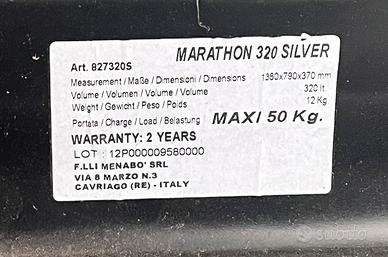 MARATHON 320 SILVER
Art. 827320S
Measurement / Maße / Dimensioni / Dimensions 1380x790x370 mm
Volume / Volumen / Volume / Volume 320 lt.
Weight / Gewicht / Peso / Poids 12 Kg
Portata / Charge / Load / Belastung MAXI 50 Kg.
WARRANTY: 2 YEARS
LOT : 12P000009580000
F.LLI MENABO' SRL
VIA 8 MARZO N.3
CAVRIAGO (RE) - ITALY